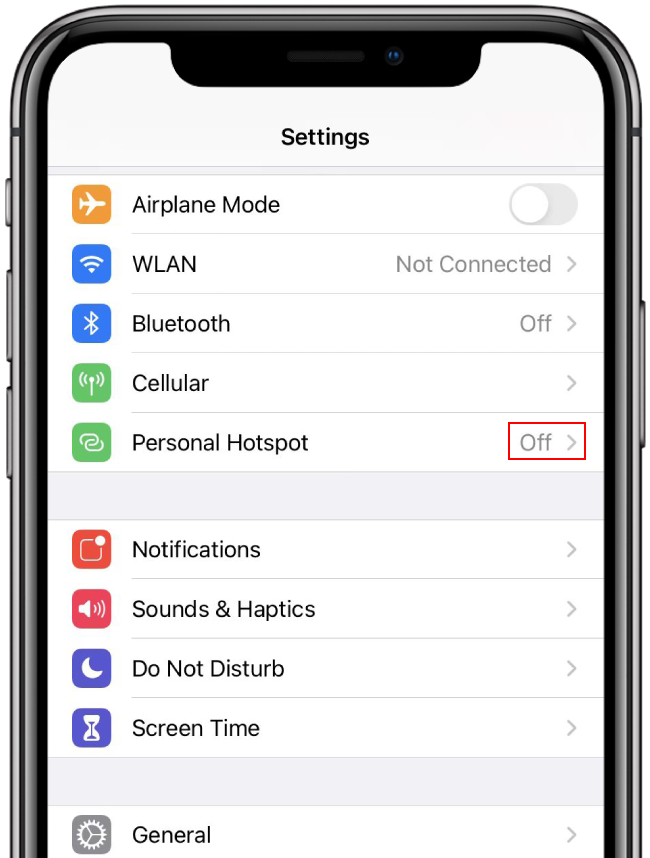 Settings
Airplane Mode
WLAN Not Connected
Bluetooth Off
Cellular
Personal Hotspot Off
Notifications
Sounds & Haptics
Do Not Disturb
Screen Time
General